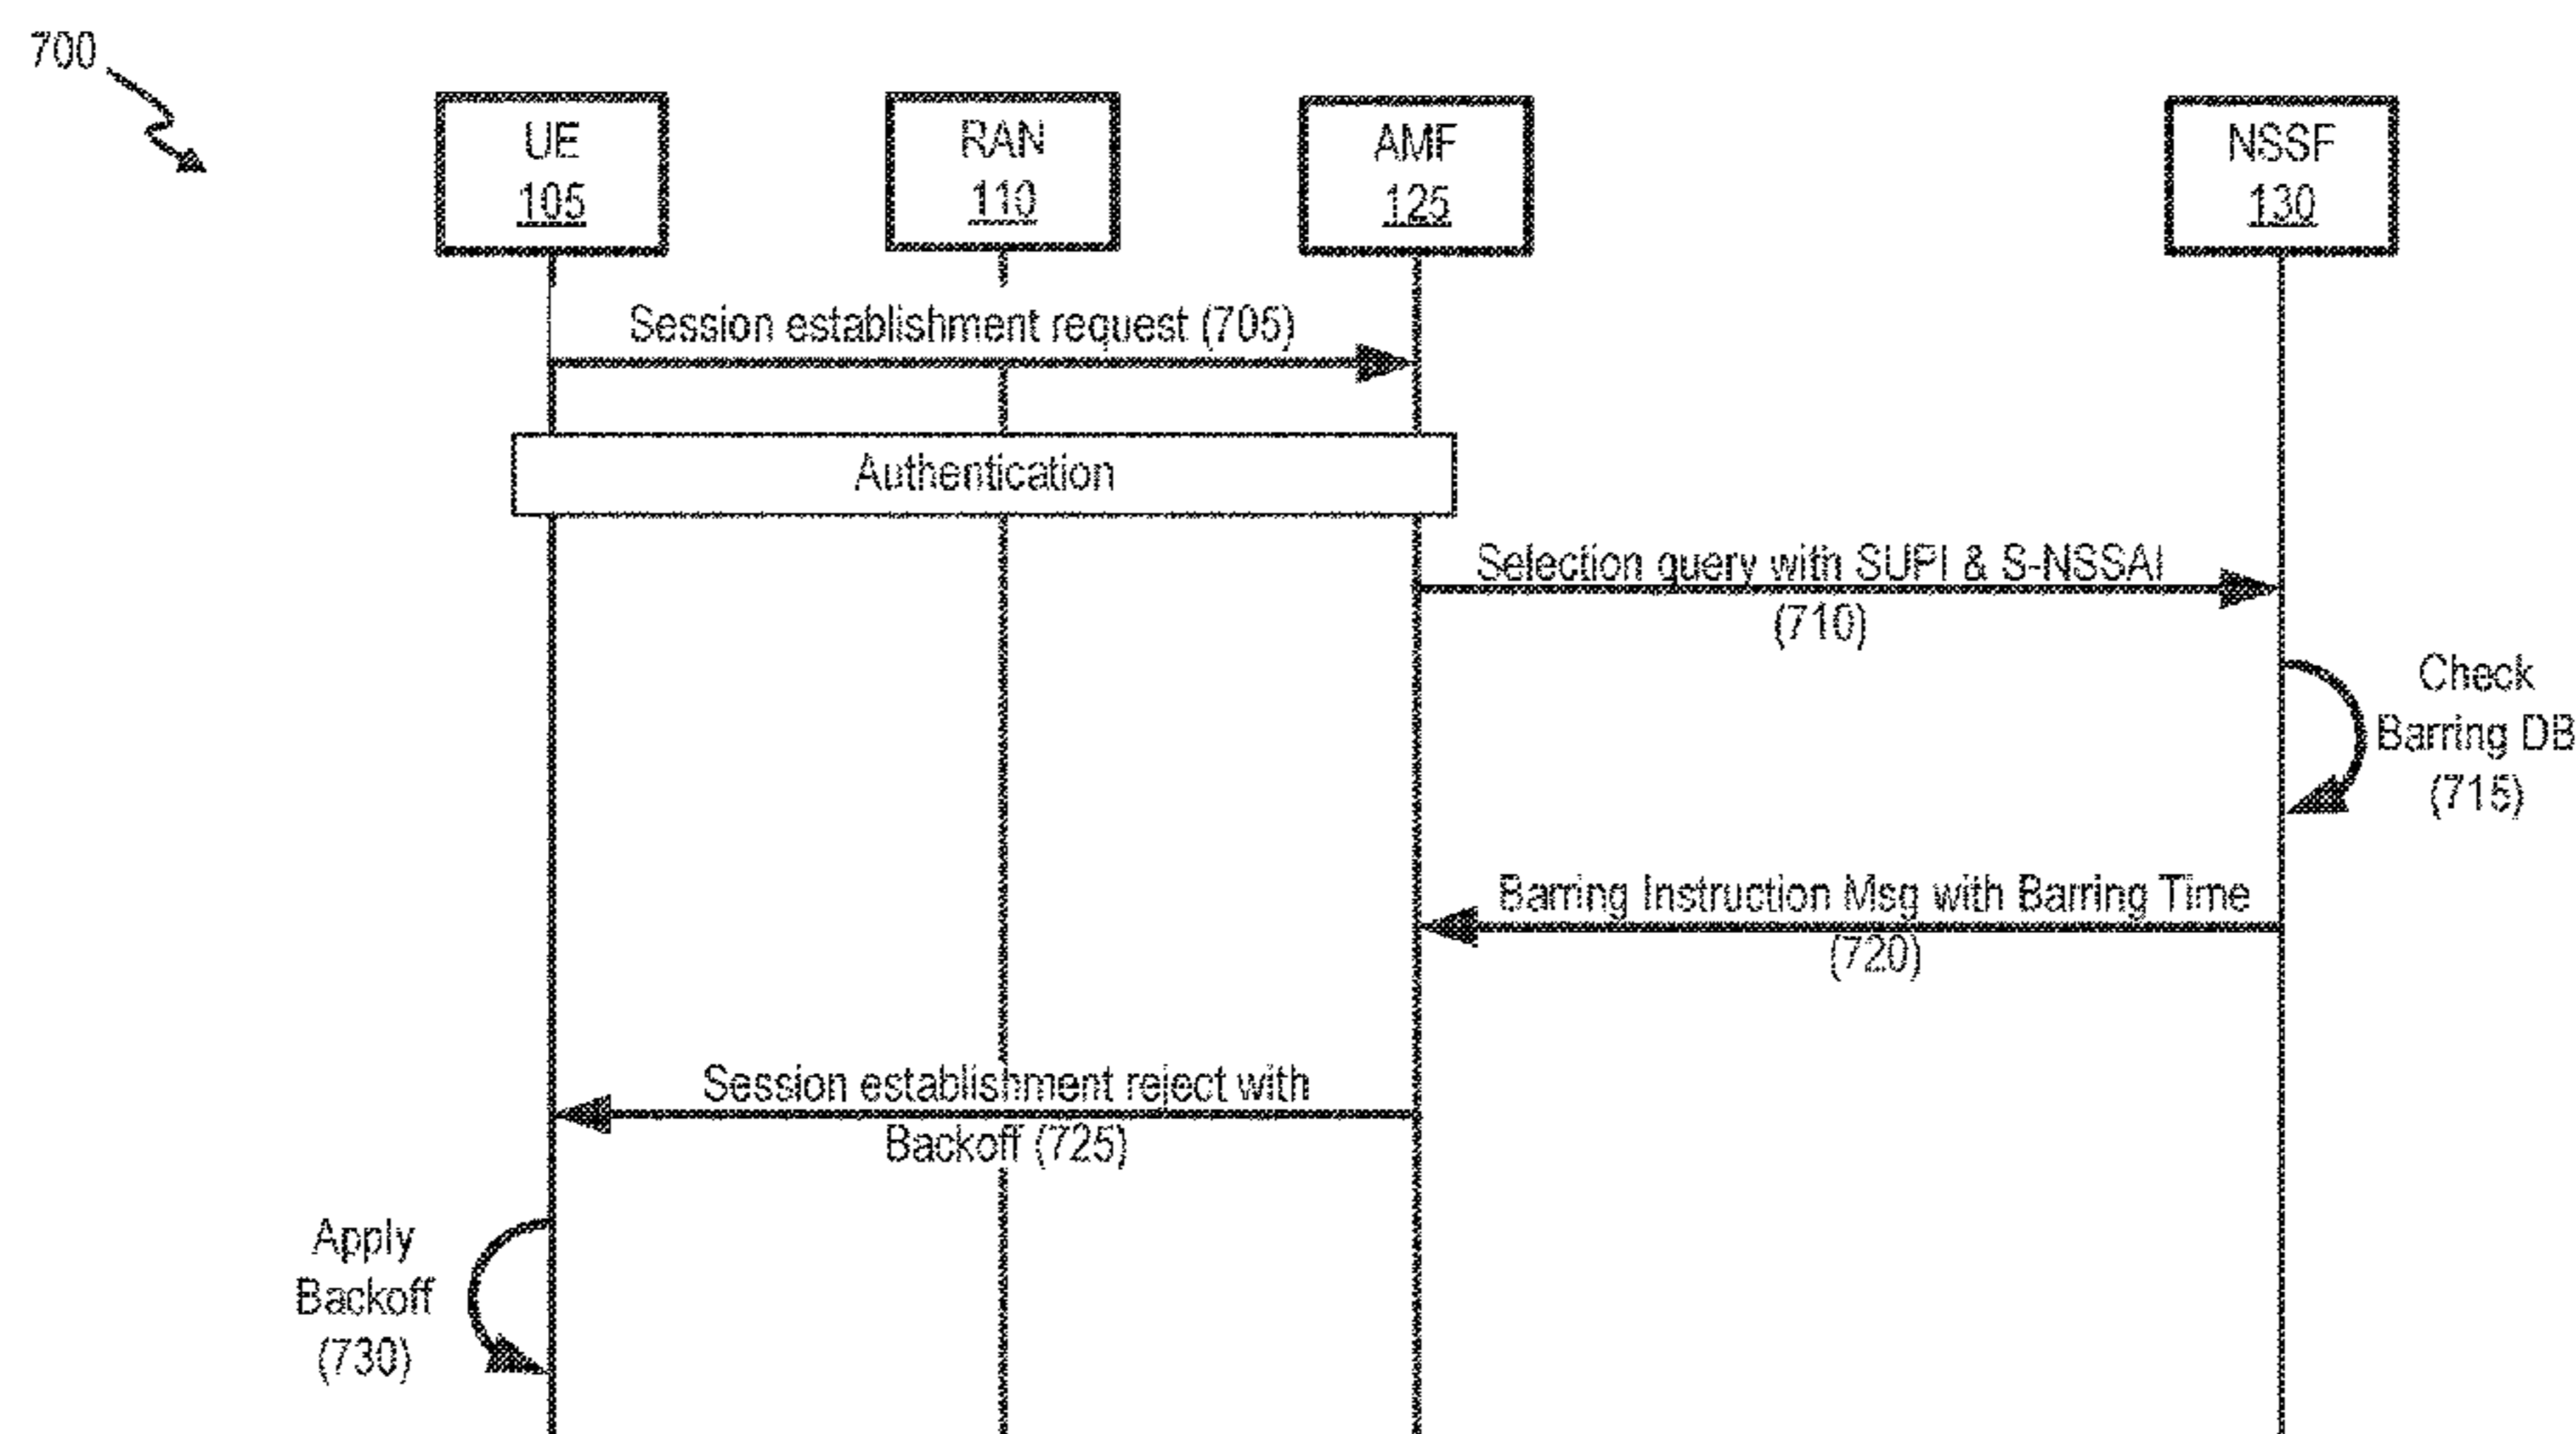 700
UE
105
RAN
110
AMF
125
NSSF
130
Session establishment request (705)
Authentication
Selection query with SUPI & S-NSSAI
(710)
Check
Barring DB
(715)
Barring Instruction Msg with Barring Time
(720)
Session establishment reject with
Backoff (725)
Apply
Backoff
(730)